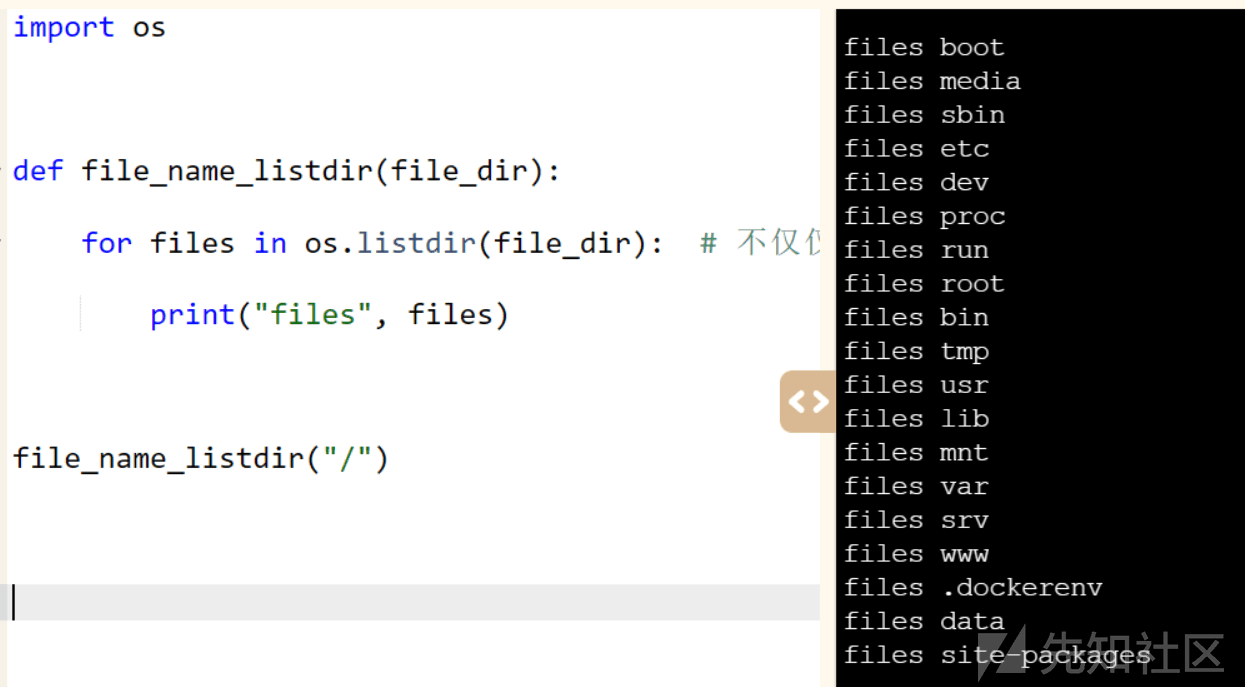 import os
def file_name_listdir(file_dir):
for files in os.listdir(file_dir):  # 不仅
print("files", files)
file_name_listdir("/")
files boot
files media
files sbin
files etc
files dev
files proc
files run
files root
files bin
files tmp
files usr
files lib
files mnt
files var
files srv
files www
files .dockerenv
files data
files site-packages
先知社区